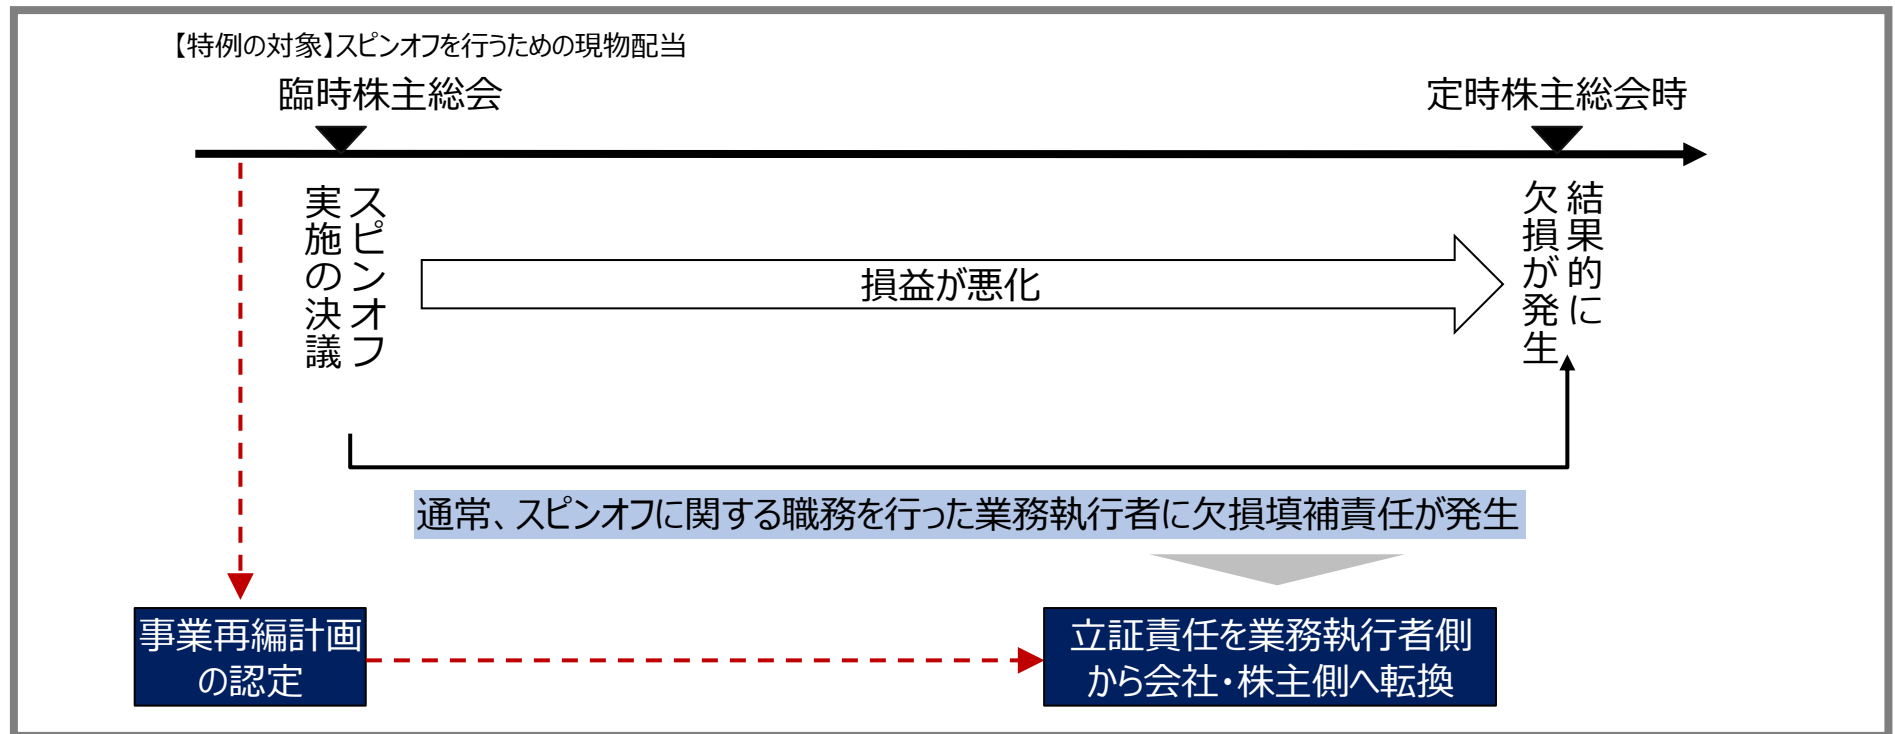 【特例の対象】スピンオフを行うための現物配当
臨時株主総会
定時株主総会時
スピンオフ
実施の決議
損益が悪化
結果的に
欠損が発生
通常、スピンオフに関する職務を行った業務執行者に欠損填補責任が発生
事業再編計画
の認定
立証責任を業務執行者側
から会社・株主側へ転換